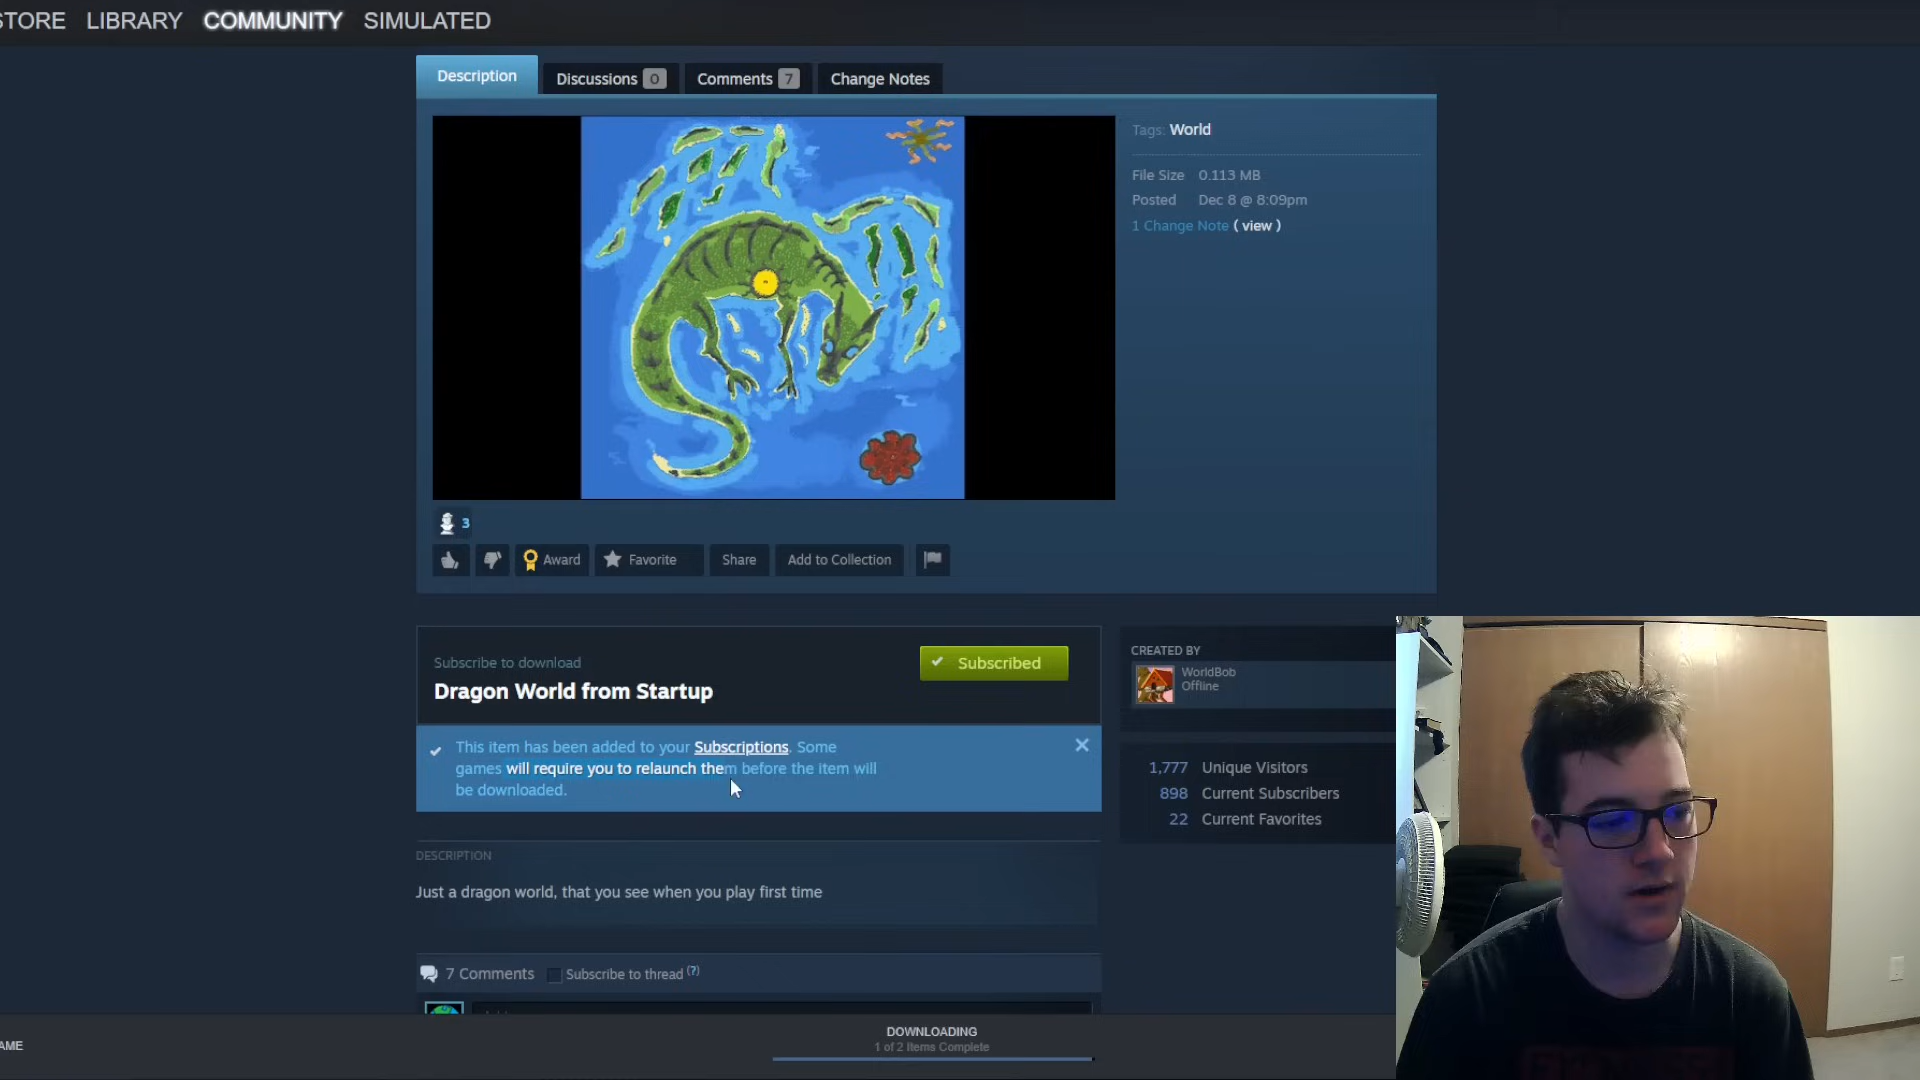 STORE LIBRARY COMMUNITY SIMULATED
Description Discussions 0 Comments 7 Change Notes
Tags: World
File Size 0.113 MB
Posted Dec 8 @ 8:09pm
1 Change Note ( view )
3
Award Favorite Share Add to Collection
Subscribe to download
Dragon World from Startup
Subscribed
This item has been added to your Subscriptions. Some
games will require you to relaunch them before the item will
be downloaded.
CREATED BY
WorldBob
Offline
1,777 Unique Visitors
898 Current Subscribers
22 Current Favorites
DESCRIPTION
Just a dragon world, that you see when you play first time
7 Comments Subscribe to thread (?)
AME
DOWNLOADING
1 of 2 Items Complete